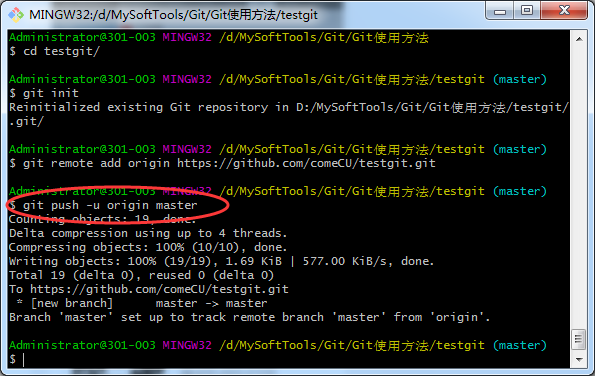 MINGW32:/d/MySoftTools/Git/Git使用方法/testgit
Administrator@301-003 MINGW32 /d/MySoftTools/Git/Git使用方法
$ cd testgit/
Administrator@301-003 MINGW32 /d/MySoftTools/Git/Git使用方法/testgit (master)
$ git init
Reinitialized existing Git repository in D:/MySoftTools/Git/Git使用方法/testgit/
.git/
Administrator@301-003 MINGW32 /d/MySoftTools/Git/Git使用方法/testgit (master)
$ git remote add origin https://github.com/comeCU/testgit.git
Administrator@301-003 MINGW32 /d/MySoftTools/Git/Git使用方法/testgit (master)
$ git push -u origin master
Counting objects: 19, done.
Delta compression using up to 4 threads.
Compressing objects: 100% (10/10), done.
Writing objects: 100% (19/19), 1.69 KiB | 577.00 KiB/s, done.
Total 19 (delta 0), reused 0 (delta 0)
To https://github.com/comeCU/testgit.git
 * [new branch]      master -> master
Branch 'master' set up to track remote branch 'master' from 'origin'.
Administrator@301-003 MINGW32 /d/MySoftTools/Git/Git使用方法/testgit (master)
$